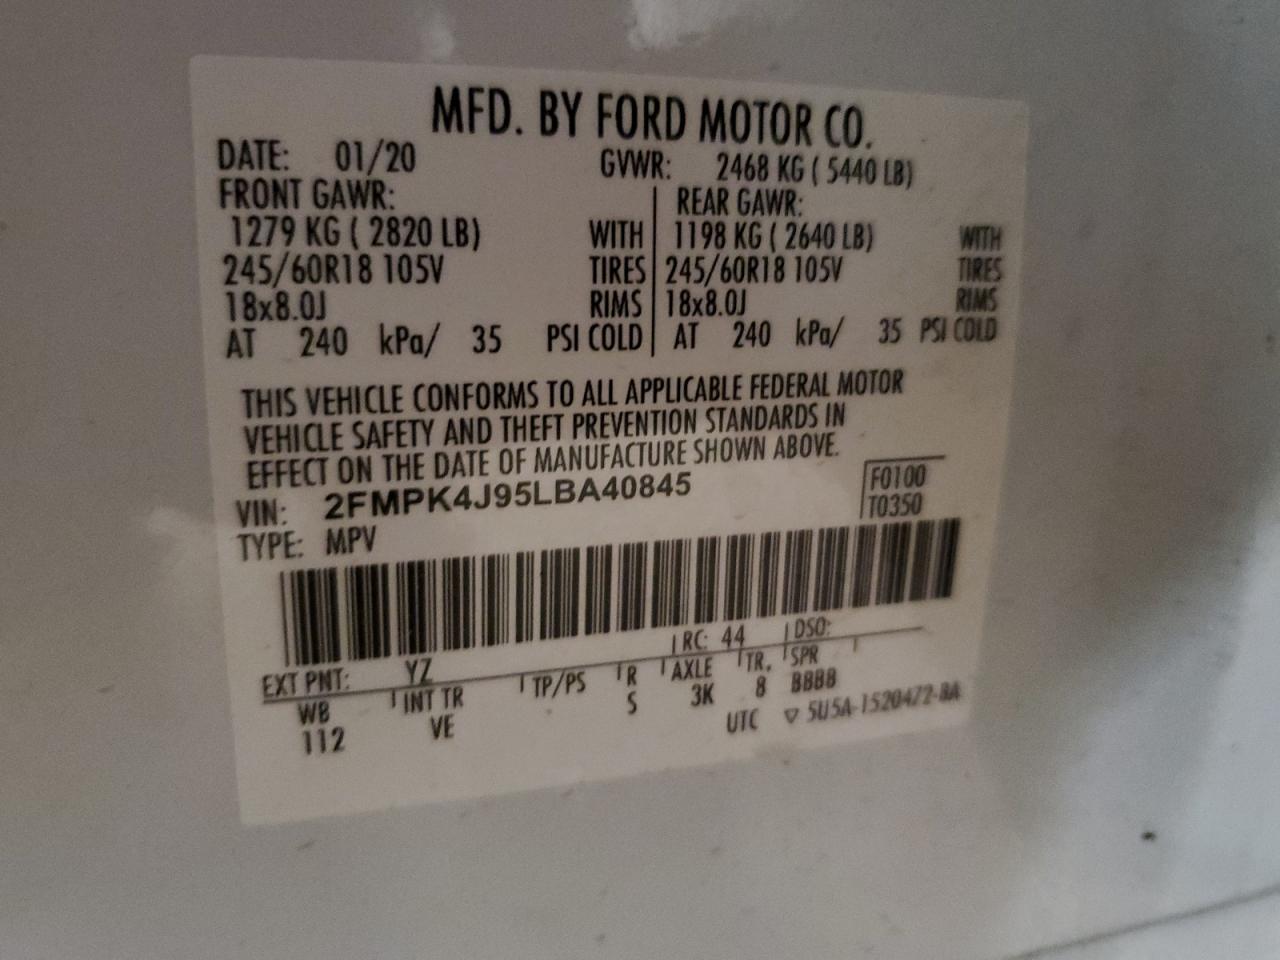 MFD. BY FORD MOTOR CO.
DATE: 01/20 GVWR: 2468 KG ( 5440 LB)
FRONT GAWR: REAR GAWR:
1279 KG ( 2820 LB) WITH 1198 KG ( 2640 LB) WITH
245/60R18 105V TIRES 245/60R18 105V TIRES
18x8.0J RIMS 18x8.0J RIMS
AT 240 kPa/ 35 PSI COLD AT 240 kPa/ 35 PSI COLD
THIS VEHICLE CONFORMS TO ALL APPLICABLE FEDERAL MOTOR
VEHICLE SAFETY AND THEFT PREVENTION STANDARDS IN
EFFECT ON THE DATE OF MANUFACTURE SHOWN ABOVE.
VIN: 2FMPK4J95LBA40845 F0100
TYPE: MPV T0350
EXT PNT: YZ RC: 44 DSO:
WB INT TR TP/PS R AXLE TR. SPR
112 VE S 3K 8 BBBB
UTC ▽ 5U5A-1520472-BA